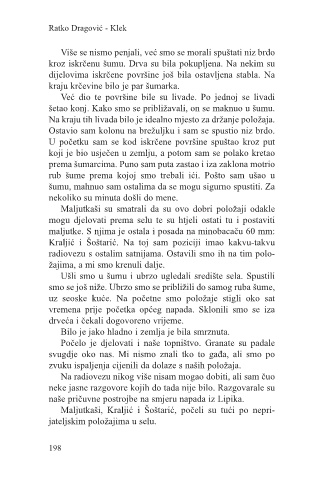 Ratko Dragović - Klek
Više se nismo penjali, već smo se morali spuštati niz brdo
kroz iskrčenu šumu. Drva su bila pokupljena. Na nekim su
dijelovima iskrčene površine još bila ostavljena stabla. Na
kraju krčevine bilo je par šumarka.
Već dio te površine bile su livade. Po jednoj se livadi
šetao konj. Kako smo se približavali, on se maknuo u šumu.
Na kraju tih livada bilo je idealno mjesto za držanje položaja.
Ostavio sam kolonu na brežuljku i sam se spustio niz brdo.
U početku sam se kod iskrčene površine spuštao kroz put
koji je bio usječen u zemlju, a potom sam se polako kretao
prema šumarcima. Puno sam puta zastao i iza zaklona motrio
rub šume prema kojoj smo trebali ići. Pošto sam ušao u
šumu, mahnuo sam ostalima da se mogu sigurno spustiti. Za
nekoliko su minuta došli do mene.
Maljutkaši su smatrali da su ovo dobri položaji odakle
mogu djelovati prema selu te su htjeli ostati tu i postaviti
maljutke. S njima je ostala i posada na minobacaču 60 mm:
Kraljić i Šoštarić. Na toj sam poziciji imao kakvu-takvu
radiovezu s ostalim satnijama. Ostavili smo ih na tim polo-
žajima, a mi smo krenuli dalje.
Ušli smo u šumu i ubrzo ugledali središte sela. Spustili
smo se još niže. Ubrzo smo se približili do samog ruba šume,
uz seoske kuće. Na početne smo položaje stigli oko sat
vremena prije početka općeg napada. Sklonili smo se iza
drveća i čekali dogovoreno vrijeme.
Bilo je jako hladno i zemlja je bila smrznuta.
Počelo je djelovati i naše topništvo. Granate su padale
svugdje oko nas. Mi nismo znali tko to gađa, ali smo po
zvuku ispaljenja cijenili da dolaze s naših položaja.
Na radiovezu nikog više nisam mogao dobiti, ali sam čuo
neke jasne razgovore kojih do tada nije bilo. Razgovarale su
naše pričuvne postrojbe na smjeru napada iz Lipika.
Maljutkaši, Kraljić i Šoštarić, počeli su tući po nepri-
jateljskim položajima u selu.
198